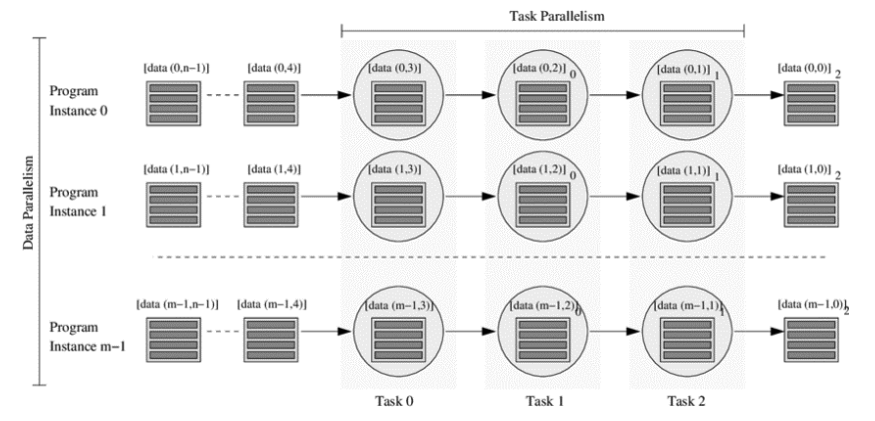 Task Parallelism
[data (0,n−1)] [data (0,4)] [data (0,3)] [data (0,2)] 0 [data (0,1)] 1 [data (0,0)] 2
Program
Instance 0
[data (1,n−1)] [data (1,4)] [data (1,3)] [data (1,2)] 0 [data (1,1)] 1 [data (1,0)] 2
Program
Instance 1
Data Parallelism
[data (m−1,n−1)] [data (m−1,4)] [data (m−1,3)] [data (m−1,2)] 0 [data (m−1,1)] 1 [data (m−1,0)] 2
Program
Instance m−1
Task 0 Task 1 Task 2